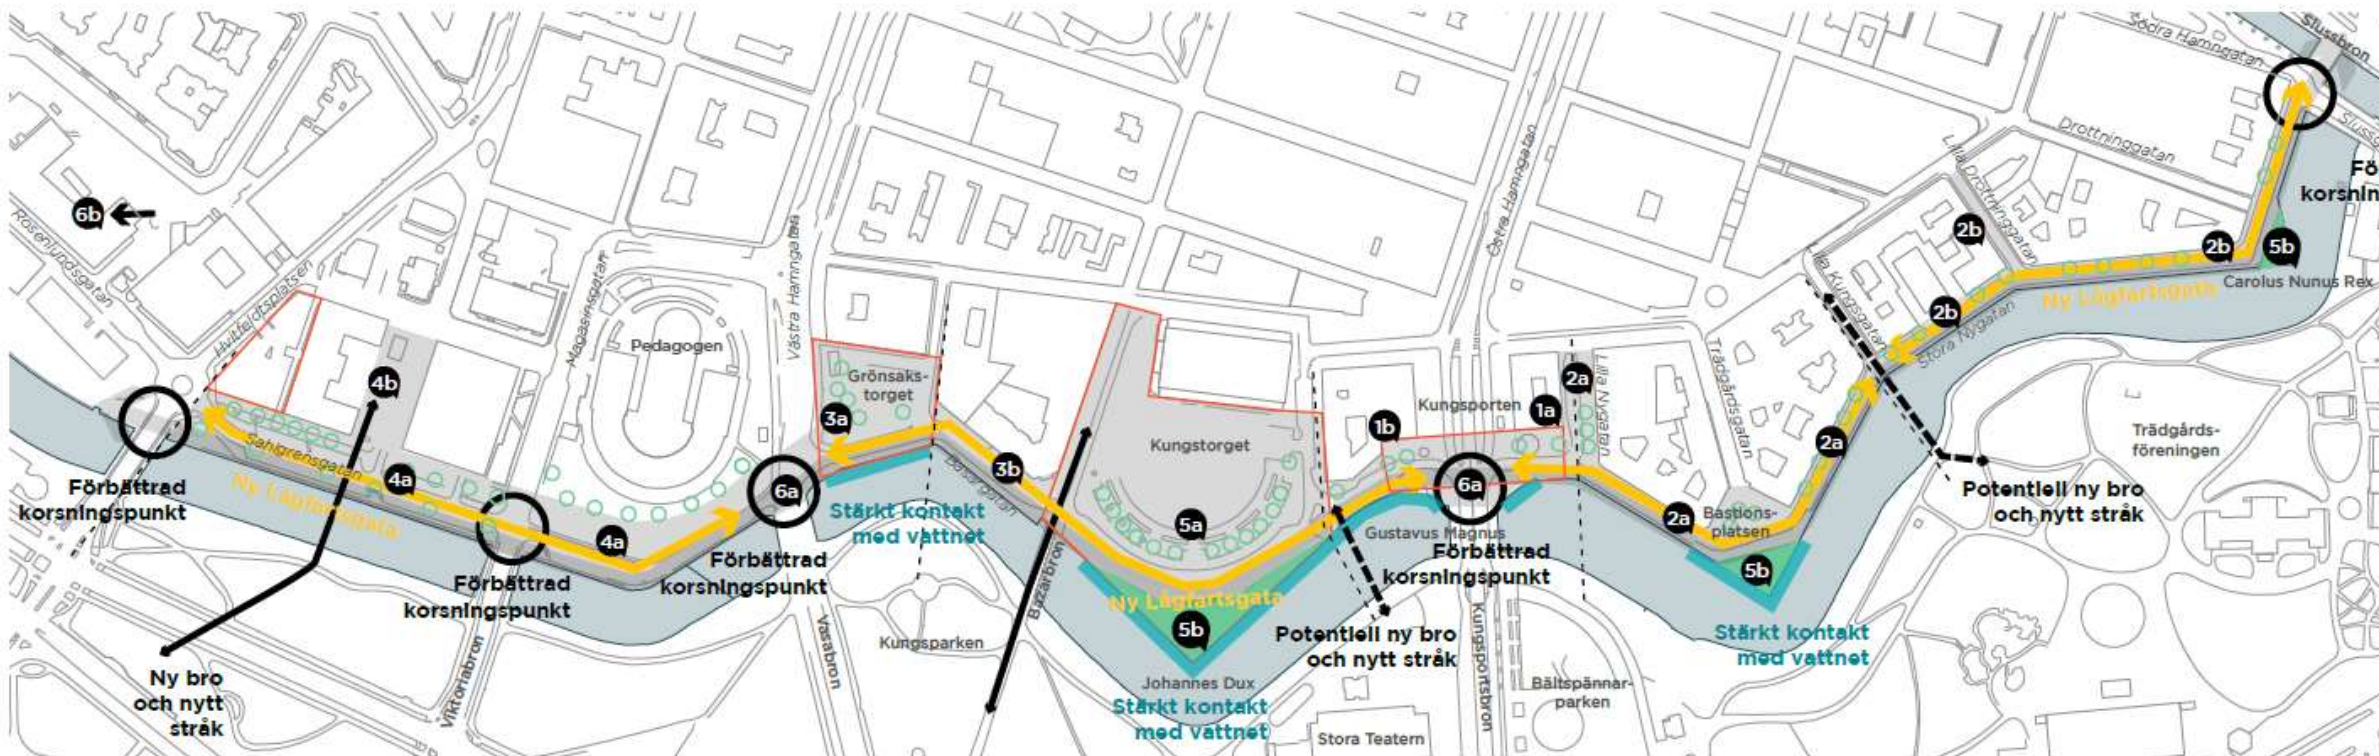 Södra Hamngatan
Slussbron
Drottninggatan
Lilla Drottninggatan
Fö
korsnin
6b
Rosenlundsgatan
Hvitfeldtsplatsen
Magasinsgatan
Pedagogen
Västra Hamngatan
Östra Hamngatan
2b
2b
5b
Carolus Nunus Rex
Lilla Kungsgatan
2b
Ny Lågfartsgata
Stora Nygatan
4b
Grönsaks-
torget
3a
Kungstorget
Kungsporten
1b
1a
2a
Lilla Nygatan
Trädgårdsgatan
2a
Trädgårds-
föreningen
Sahlgrensgatan
4a
Ny Lågfartsgata
Förbättrad
korsningspunkt
6a
3b
Basargatan
Stärkt kontakt
med vattnet
5a
6a
Gustavus Magnus
Förbättrad
korsningspunkt
2a
Bastions-
platsen
Potentiell ny bro
och nytt stråk
4a
Förbättrad
korsningspunkt
Förbättrad
korsningspunkt
Bazarbron
Ny Lågfartsgata
5b
5b
Vasabron
Kungsparken
Potentiell ny bro
och nytt stråk
Kungsportsbron
Stärkt kontakt
med vattnet
Ny bro
och nytt
stråk
Viktoriabron
Johannes Dux
Stärkt kontakt
med vattnet
Bältspännar-
parken
Stora Teatern